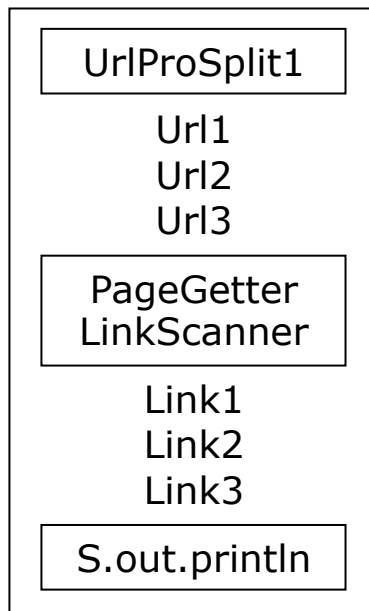 UrlProSplit1
Url1
Url2
Url3
PageGetter
LinkScanner
Link1
Link2
Link3
S.out.println